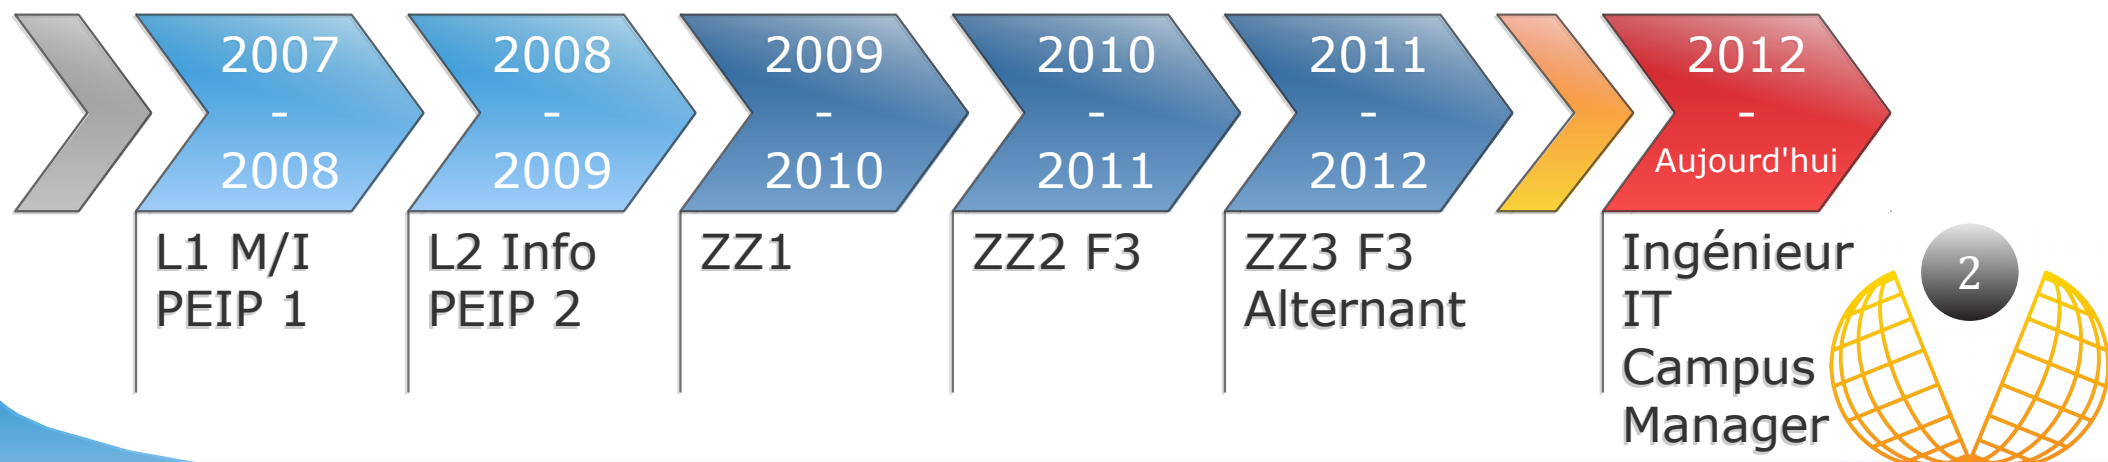 2007
-
2008
2008
-
2009
2009
-
2010
2010
-
2011
2011
-
2012
2012
-
Aujourd'hui
L1 M/I
PEIP 1
L2 Info
PEIP 2
ZZ1
ZZ2 F3
ZZ3 F3
Alternant
Ingénieur
IT
Campus
Manager
2